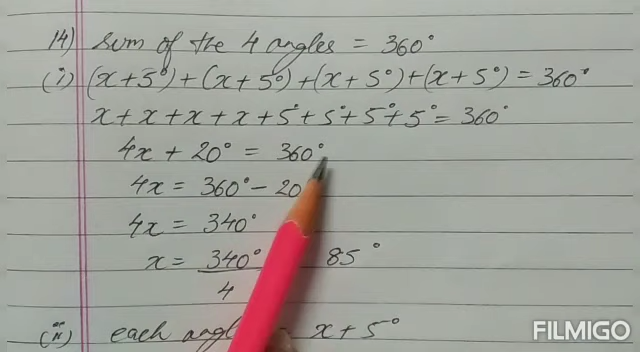 14) Sum of the 4 angles = 360°
(i) (x+5°)+(x+5°)+(x+5°)+(x+5°) = 360°
x+x+x+x+5°+5°+5°+5°= 360°
4x + 20° = 360°
4x = 360° - 20
4x = 340°
x = 340°/4 85°
(ii) each angle x+5°
FILMIGO